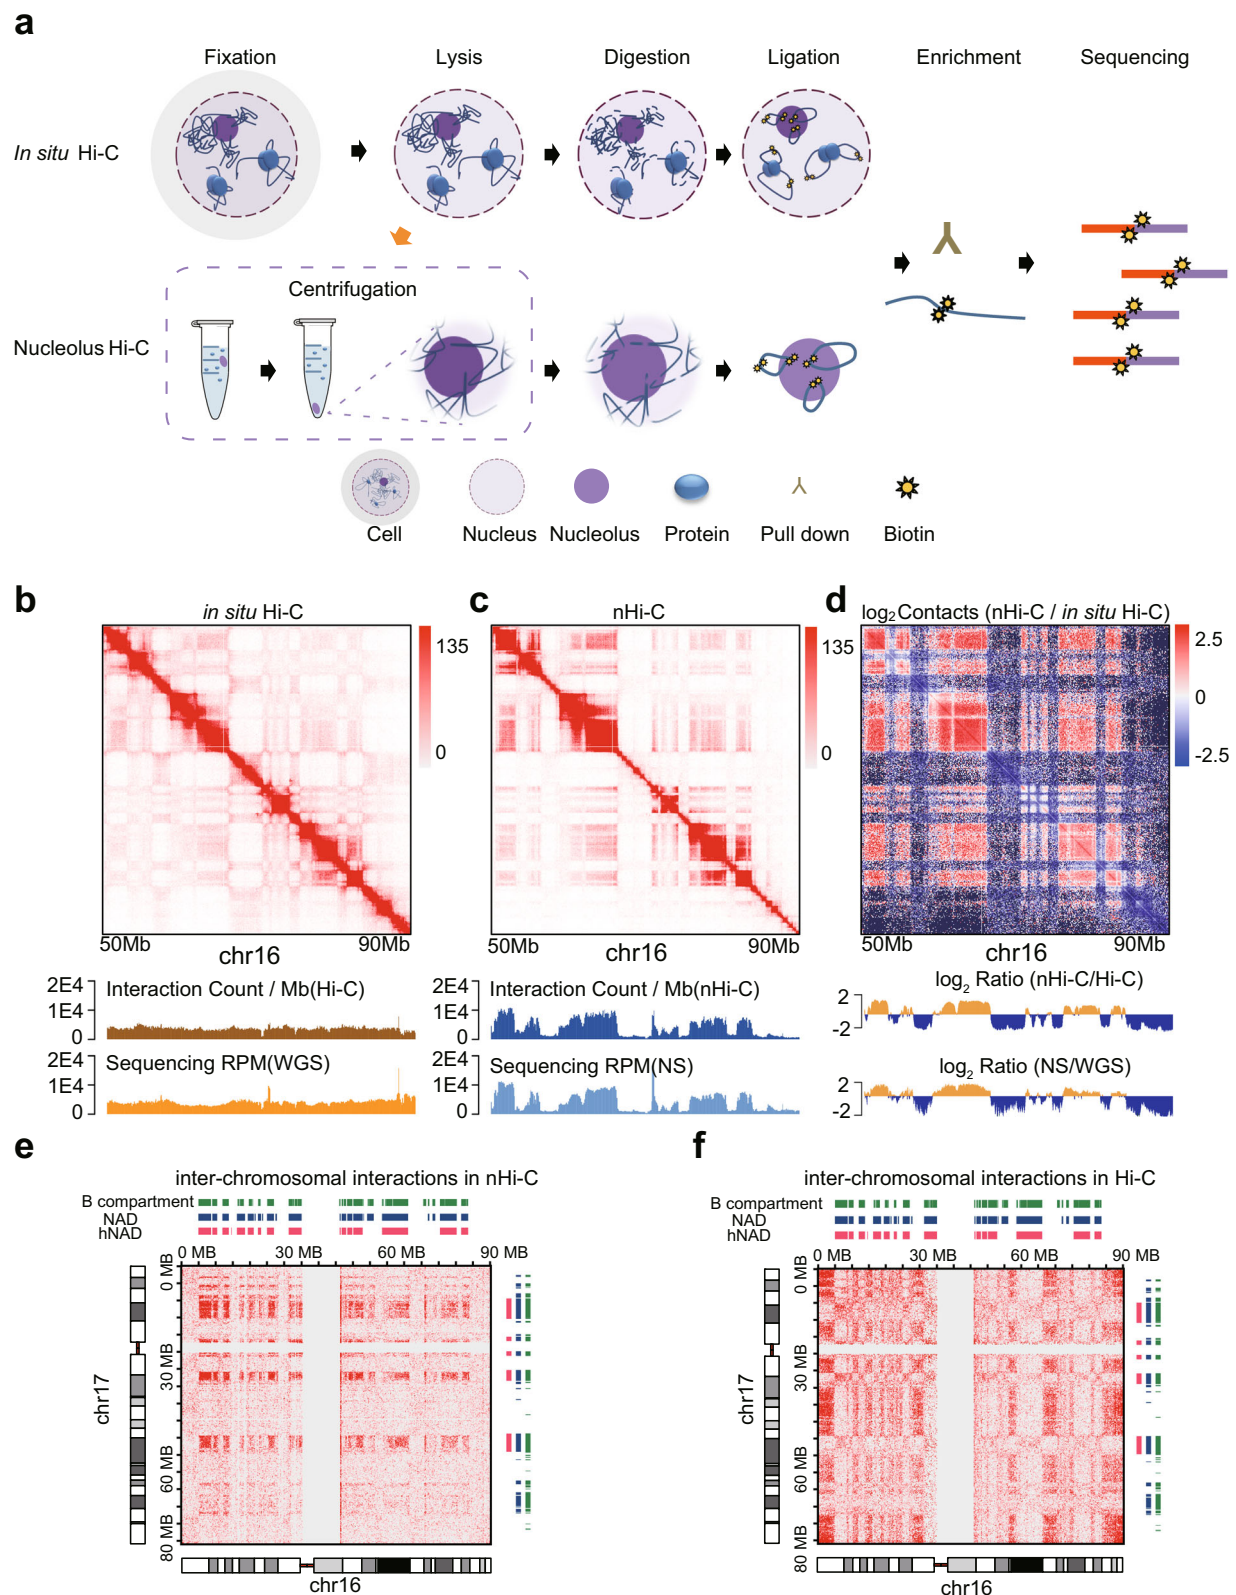 a
Fixation Lysis Digestion Ligation Enrichment Sequencing
In situ Hi-C
Centrifugation
Nucleolus Hi-C
Cell Nucleus Nucleolus Protein Pull down Biotin
b
in situ Hi-C
135
0
50Mb 90Mb
chr16
2E4
1E4
0
Interaction Count / Mb(Hi-C)
2E4
1E4
0
Sequencing RPM(WGS)
c
nHi-C
135
0
50Mb 90Mb
chr16
2E4
1E4
0
Interaction Count / Mb(nHi-C)
2E4
1E4
0
Sequencing RPM(NS)
d
log2 Contacts (nHi-C / in situ Hi-C)
2.5
0
-2.5
50Mb 90Mb
chr16
log2 Ratio (nHi-C/Hi-C)
2
-2
log2 Ratio (NS/WGS)
2
-2
e
inter-chromosomal interactions in nHi-C
B compartment
NAD
hNAD
0 MB 30 MB 60 MB 90 MB
0 MB
30 MB
60 MB
80 MB
chr17
chr16
f
inter-chromosomal interactions in Hi-C
B compartment
NAD
hNAD
0 MB 30 MB 60 MB 90 MB
0 MB
30 MB
60 MB
80 MB
chr17
chr16